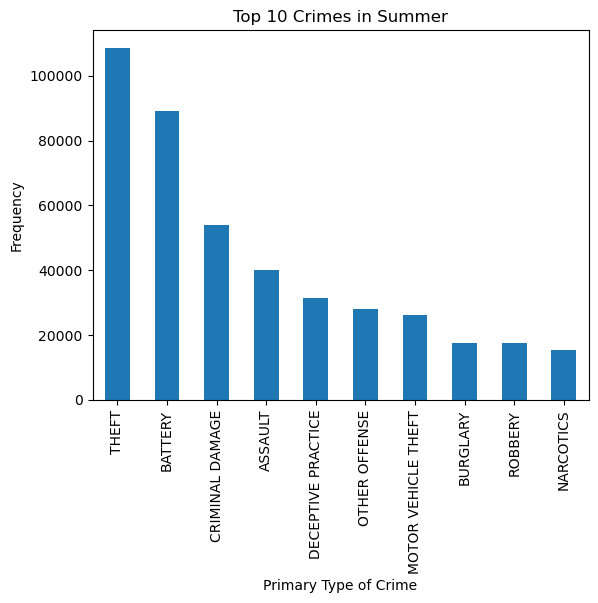 Top 10 Crimes in Summer
Frequency
100000
80000
60000
40000
20000
0
THEFT
BATTERY
CRIMINAL DAMAGE
ASSAULT
DECEPTIVE PRACTICE
OTHER OFFENSE
MOTOR VEHICLE THEFT
BURGLARY
ROBBERY
NARCOTICS
Primary Type of Crime